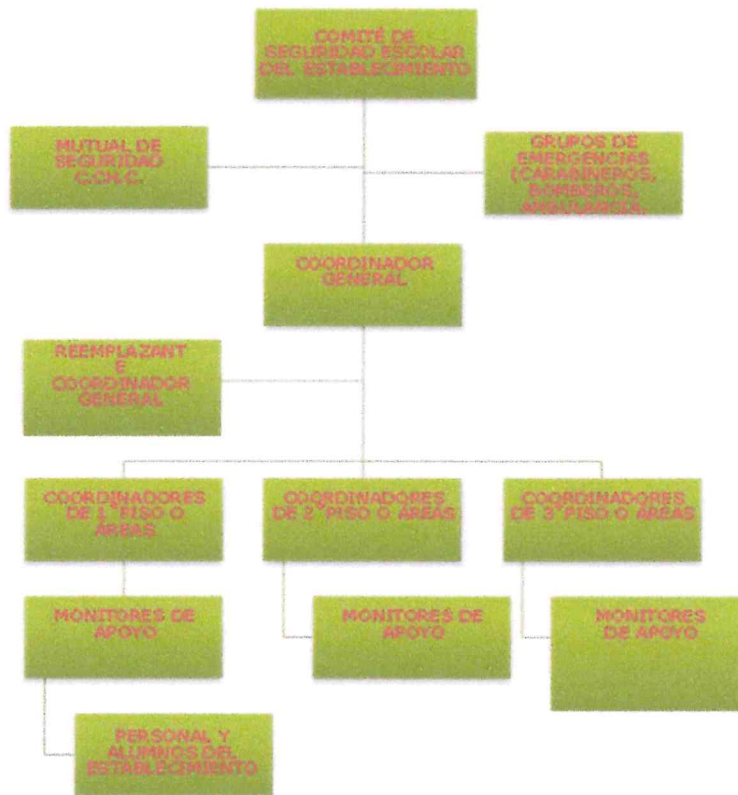 COMITÉ DE
SEGURIDAD ESCOLAR
DEL ESTABLECIMIENTO
MUTUAL DE
SEGURIDAD
C.CH.C.
GRUPOS DE
EMERGENCIAS
(CARABINEROS,
BOMBEROS,
AMBULANCIA,
COORDINADOR
GENERAL
REEMPLAZANT
E
COORDINADOR
GENERAL
COORDINADORES
DE 1°PISO O
ÁREAS
COORDINADORES
DE 2°PISO O ÁREAS
COORDINADORES
DE 3°PISO O ÁREAS
MONITORES DE
APOYO
MONITORES DE
APOYO
MONITORES
DE APOYO
PERSONAL Y
ALUMNOS DEL
ESTABLECIMIENTO